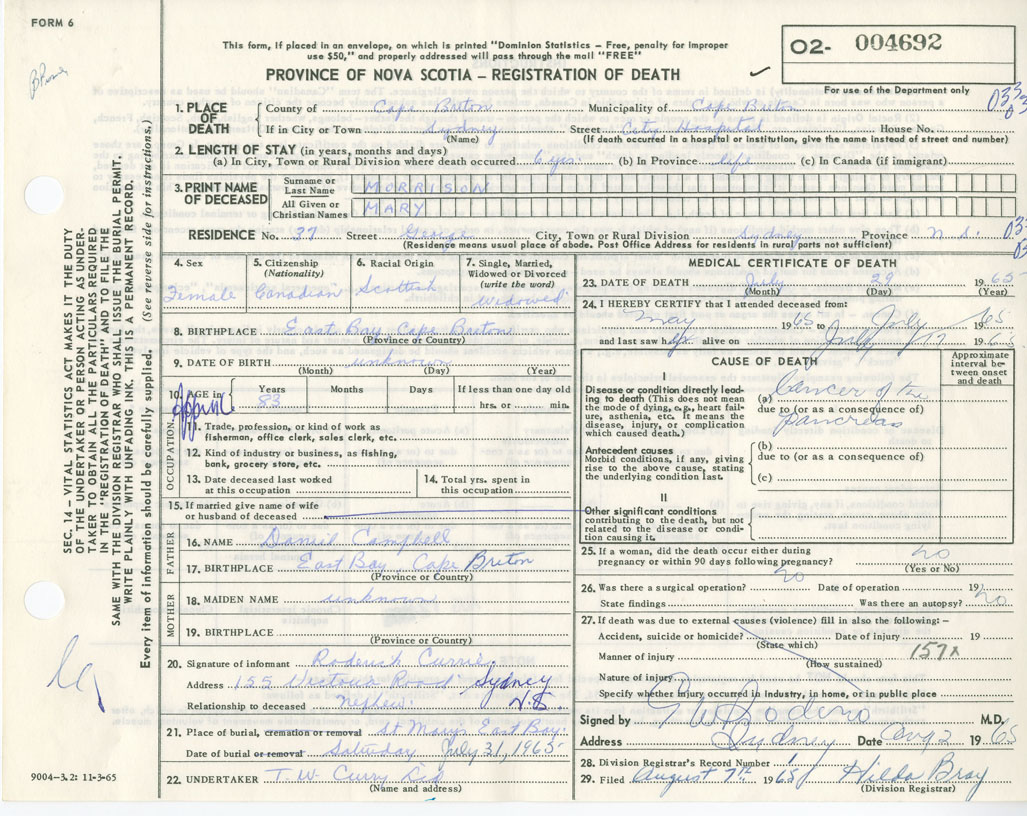 FORM 6
This form, if placed in an envelope, on which is printed "Dominion Statistics – Free, penalty for improper
use $50," and properly addressed will pass through the mail "FREE"
O2- 004692
For use of the Department only
PROVINCE OF NOVA SCOTIA – REGISTRATION OF DEATH
SEC. 14 – VITAL STATISTICS ACT MAKES IT THE DUTY
OF THE UNDERTAKER OR PERSON ACTING AS UNDER-
TAKER TO OBTAIN ALL THE PARTICULARS REQUIRED
IN THE "REGISTRATION OF DEATH" AND TO FILE THE
SAME WITH THE DIVISION REGISTRAR WHO SHALL ISSUE THE BURIAL PERMIT.
WRITE PLAINLY WITH UNFADING INK. THIS IS A PERMANENT RECORD.
Every item of information should be carefully supplied. (See reverse side for instructions.)
1. PLACE OF DEATH
County of Cape Breton Municipality of Cape Breton
If in City or Town Sydney Street City Hospital House No.
(Name) (If death occurred in a hospital or institution, give the name instead of street and number)
2. LENGTH OF STAY (in years, months and days)
(a) In City, Town or Rural Division where death occurred 6 yrs. (b) In Province life (c) In Canada (if immigrant)
3. PRINT NAME OF DECEASED
Surname or Last Name MORRISON
All Given or Christian Names MARY
RESIDENCE No. 37 Street George City, Town or Rural Division Sydney Province N S.
(Residence means usual place of abode. Post Office Address for residents in rural parts not sufficient)
4. Sex Female
5. Citizenship (Nationality) Canadian
6. Racial Origin Scottish
7. Single, Married, Widowed or Divorced (write the word) Widowed
8. BIRTHPLACE East Bay, Cape Breton
(Province or Country)
9. DATE OF BIRTH unknown
(Month) (Day) (Year)
10. AGE in Years 83 Months Days If less than one day old
hrs. or min.
OCCUPATION
11. Trade, profession, or kind of work as
fisherman, office clerk, sales clerk, etc.
12. Kind of industry or business, as fishing,
bank, grocery store, etc.
13. Date deceased last worked
at this occupation
14. Total yrs. spent in
this occupation
15. If married give name of wife
or husband of deceased
FATHER
16. NAME Daniel Campbell
17. BIRTHPLACE East Bay, Cape Breton
(Province or Country)
MOTHER
18. MAIDEN NAME unknown
19. BIRTHPLACE
(Province or Country)
20. Signature of informant Roderick Currie
Address 155 Victoria Road Sydney
Relationship to deceased Nephew. N.S.
21. Place of burial, cremation or removal St Marys East Bay.
Date of burial or removal Saturday July 31, 1965
22. UNDERTAKER T. W. Curry Ltd
(Name and address)
9004-3.2: 11-3-65
MEDICAL CERTIFICATE OF DEATH
23. DATE OF DEATH July 29 1965
(Month) (Day) (Year)
24. I HEREBY CERTIFY that I attended deceased from:
May 1965 to July 1965
and last saw her alive on July 17 1965
CAUSE OF DEATH
Approximate interval between onset and death
I
Disease or condition directly lead-
ing to death. (This does not mean
the mode of dying, e.g., heart fail-
ure, asthenia, etc. It means the
disease, injury, or complication
which caused death.)
(a) Cancer of the
due to (or as a consequence of)
Pancreas
Antecedent causes
Morbid conditions, if any, giving
rise to the above cause, stating
the underlying condition last.
(b)
due to (or as a consequence of)
(c)
II
Other significant conditions
contributing to the death, but not
related to the disease or condi-
tion causing it.
25. If a woman, did the death occur either during
pregnancy or within 90 days following pregnancy? no
(Yes or No)
26. Was there a surgical operation? no Date of operation 19
State findings Was there an autopsy? no
27. If death was due to external causes (violence) fill in also the following: –
Accident, suicide or homicide? Date of injury 19
(State which)
Manner of injury 157x
(How sustained)
Nature of injury
Specify whether injury occurred in industry, in home, or in public place
Signed by M.D.
Address Sydney Date Aug 2 1965
28. Division Registrar's Record Number
29. Filed August 7th 1965 Hilda Bray
(Division Registrar)